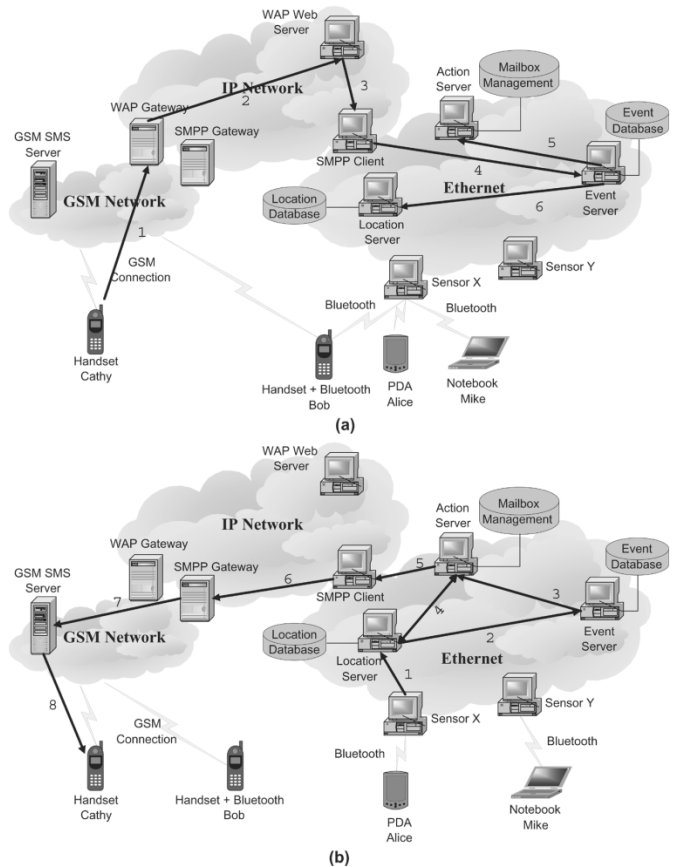 WAP Web
Server
IP Network
2
3
WAP Gateway
SMPP Gateway
GSM SMS
Server
GSM Network
1
GSM
Connection
Action
Server
Mailbox
Management
Event
Database
SMPP Client
5
4
Ethernet
6
Event
Server
Location
Database
Location
Server
Sensor Y
Sensor X
Bluetooth
Bluetooth
Handset
Cathy
Handset + Bluetooth
Bob
PDA
Alice
Notebook
Mike
(a)
WAP Web
Server
IP Network
Action
Server
Mailbox
Management
Event
Database
WAP Gateway
SMPP Gateway
GSM SMS
Server
7
6
5
SMPP Client
GSM Network
4
3
2
Event
Server
Location
Database
Location
Server
Ethernet
1
Sensor X
Sensor Y
8
GSM
Connection
Bluetooth
Bluetooth
Handset
Cathy
Handset + Bluetooth
Bob
PDA
Alice
Notebook
Mike
(b)